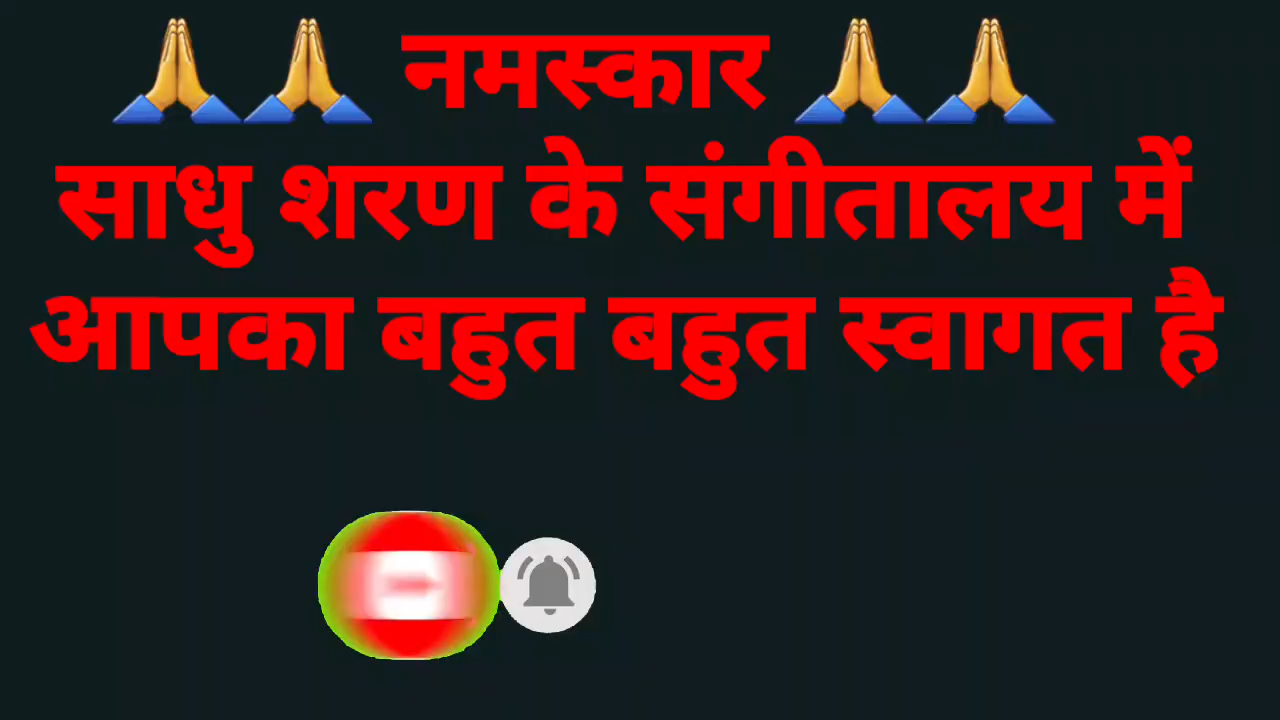 🙏🙏 नमस्कार 🙏🙏
साधु शरण के संगीतालय में
आपका बहुत बहुत स्वागत है